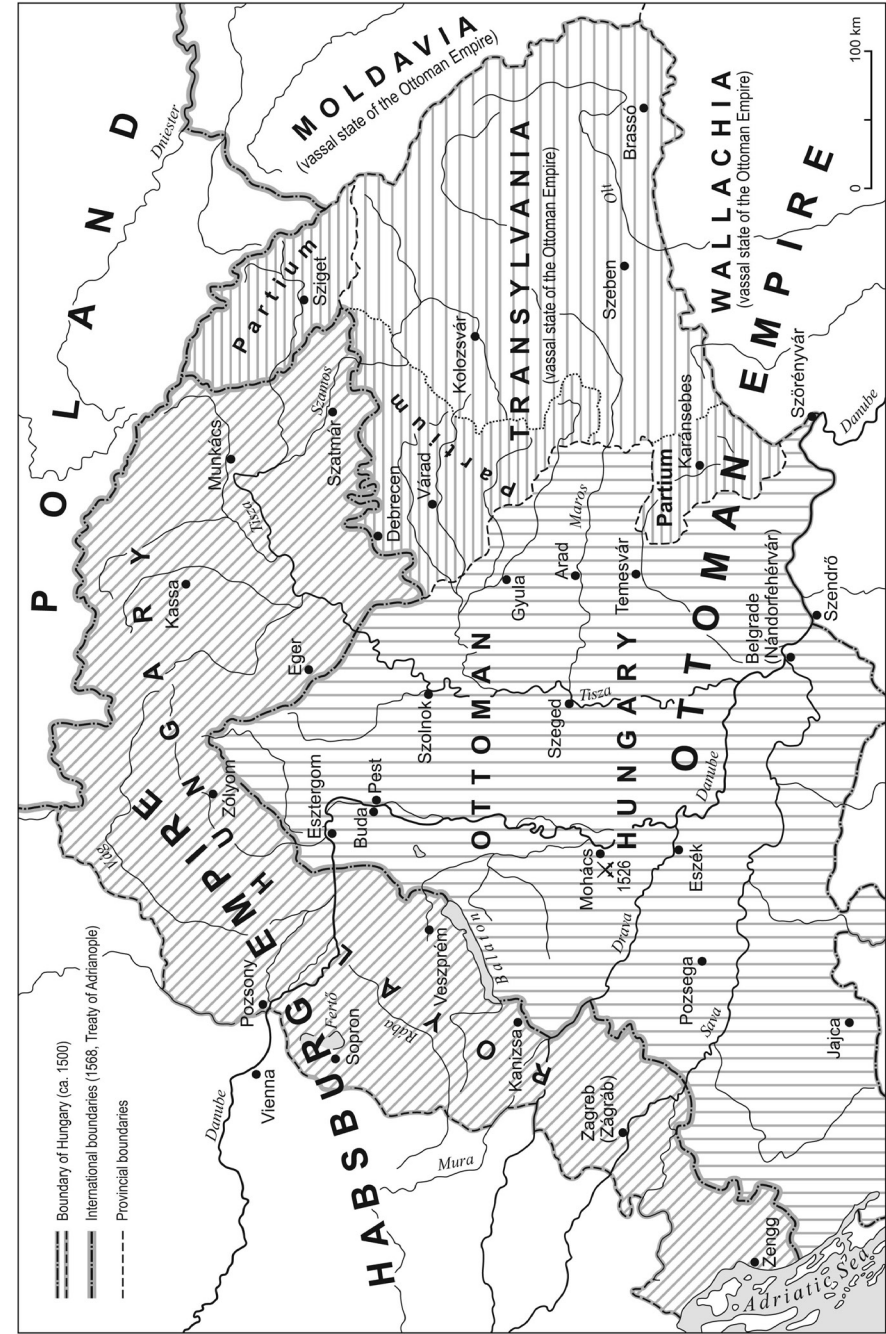 Boundary of Hungary (ca. 1500)
International boundaries (1568, Treaty of Adrianople)
Provincial boundaries
POLAND
MOLDAVIA
(vassal state of the Ottoman Empire)
Dniester
HABSBURG EMPIRE
ROYAL HUNGARY
Partium
Sziget
Munkács
Tisza
Szamos
Szatmár
Kassa
Eger
Zólyom
Vág
Pozsony
Danube
Vienna
Fertő
Sopron
Rába
Veszprém
Balaton
Kanizsa
Mura
Zagreb
(Zágráb)
Zengg
Adriatic Sea
Esztergom
Buda
Pest
Szolnok
OTTOMAN
HUNGARY
Debrecen
Várad
Partium
Kolozsvár
TRANSYLVANIA
(vassal state of the Ottoman Empire)
Gyula
Arad
Maros
Szeged
Tisza
Temesvár
Partium
Karánsebes
Szeben
Olt
Brassó
Mohács
1526
Eszék
Drava
Danube
Pozsega
Sava
Jajca
Belgrade
(Nándorfehérvár)
Szendrő
Szörényvár
Danube
OTTOMAN EMPIRE
WALLACHIA
(vassal state of the Ottoman Empire)
0
100 km